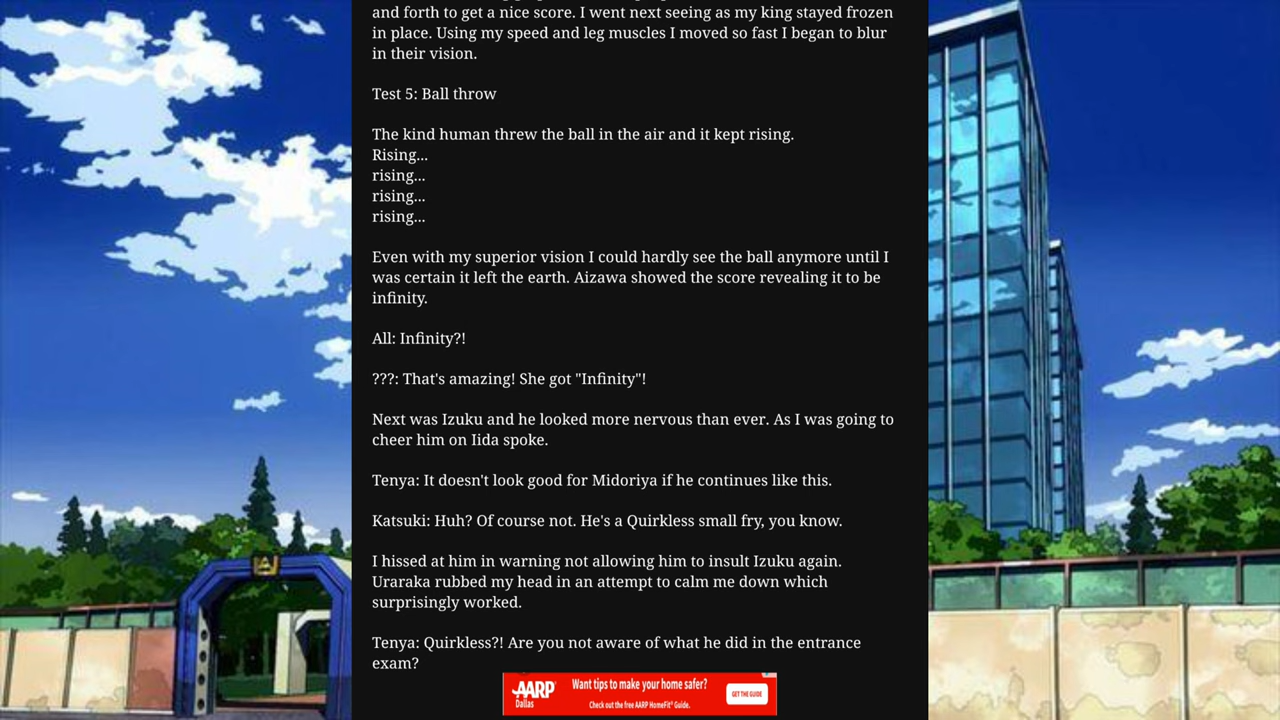 and forth to get a nice score. I went next seeing as my king stayed frozen
in place. Using my speed and leg muscles I moved so fast I began to blur
in their vision.
Test 5: Ball throw
The kind human threw the ball in the air and it kept rising.
Rising...
rising...
rising...
rising...
Even with my superior vision I could hardly see the ball anymore until I
was certain it left the earth. Aizawa showed the score revealing it to be
infinity.
All: Infinity?!
???: That's amazing! She got "Infinity"!
Next was Izuku and he looked more nervous than ever. As I was going to
cheer him on Iida spoke.
Tenya: It doesn't look good for Midoriya if he continues like this.
Katsuki: Huh? Of course not. He's a Quirkless small fry, you know.
I hissed at him in warning not allowing him to insult Izuku again.
Uraraka rubbed my head in an attempt to calm me down which
surprisingly worked.
Tenya: Quirkless?! Are you not aware of what he did in the entrance
exam?
AARP
Dallas
Want tips to make your home safer?
Check out the free AARP HomeFit® Guide.
GET THE GUIDE